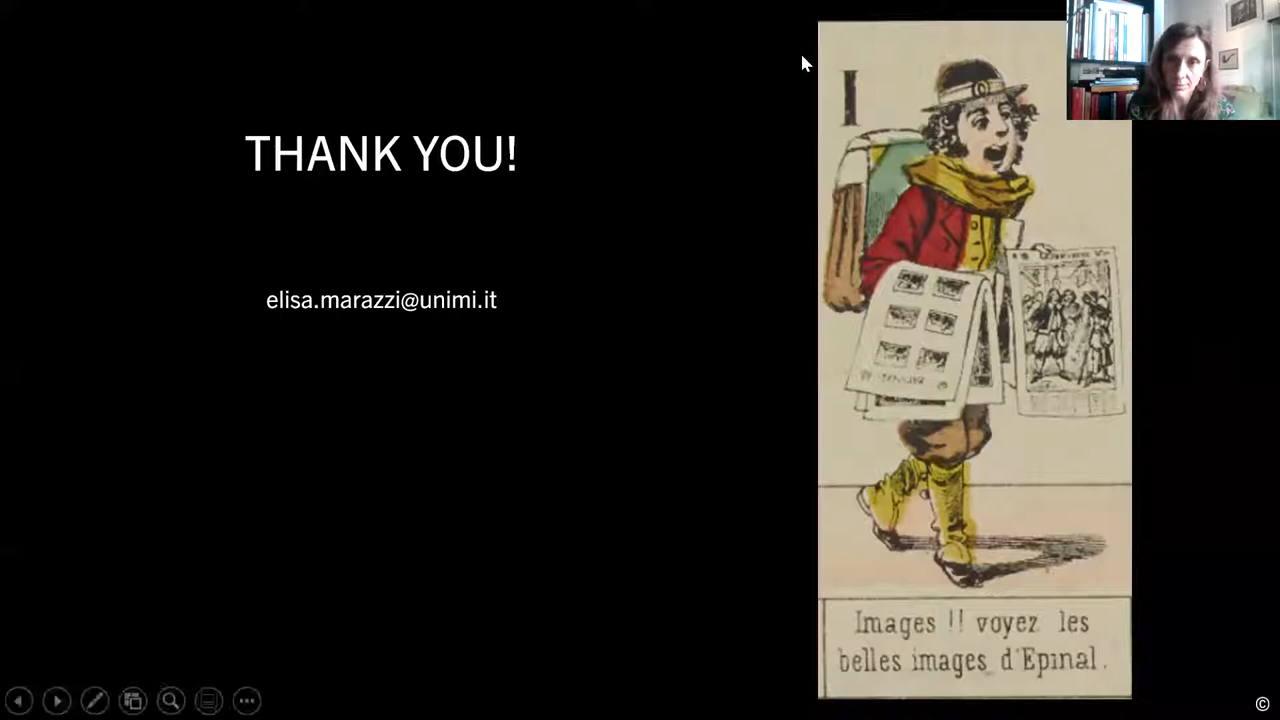 THANK YOU!
elisa.marazzi@unimi.it
I
Images !! voyez les
belles images d'Epinal.
©